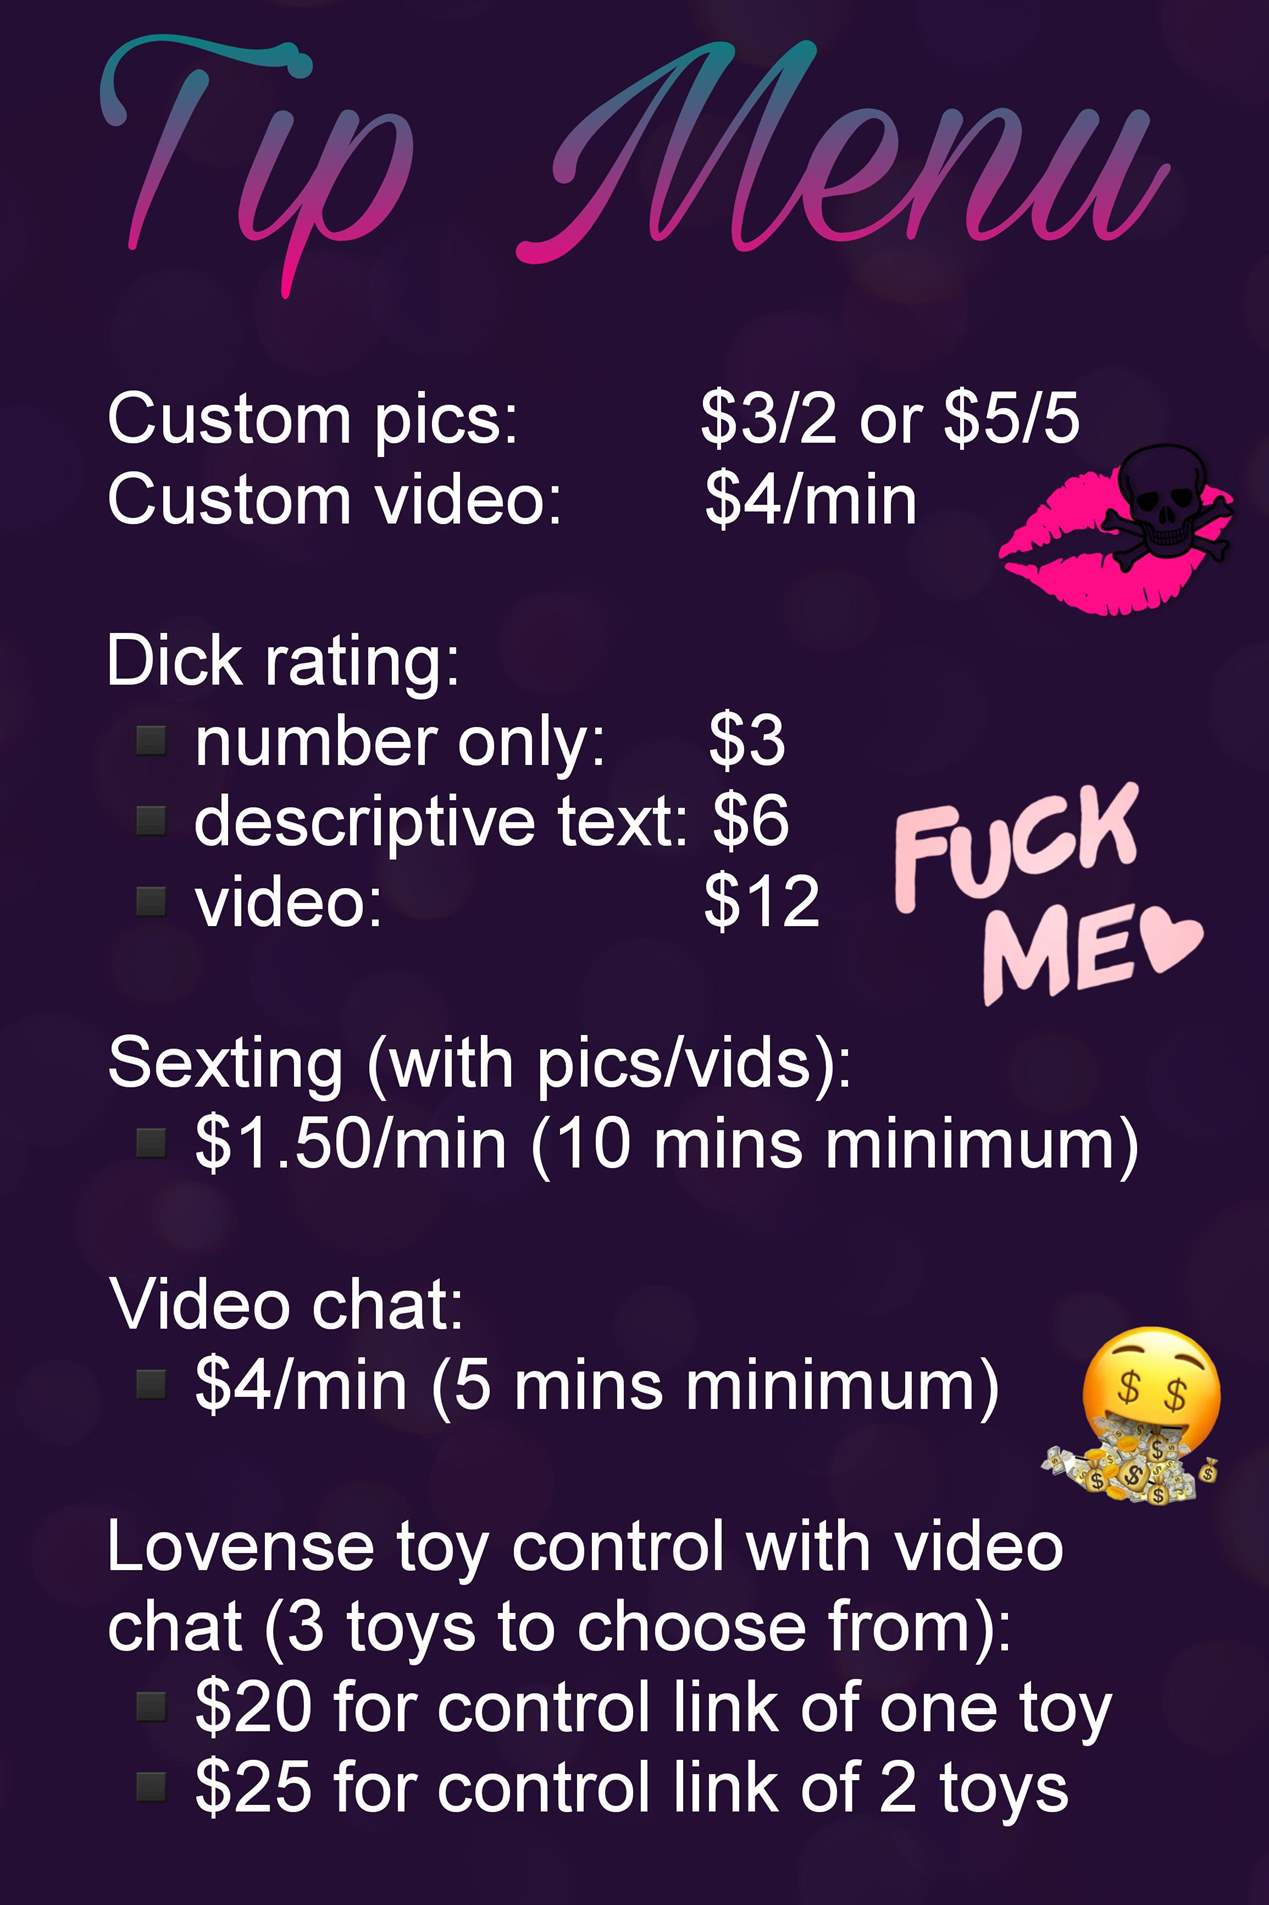 Tip Menu
Custom pics: $3/2 or $5/5
Custom video: $4/min
Dick rating:
▪ number only: $3
▪ descriptive text: $6
▪ video: $12
FUCK
ME
Sexting (with pics/vids):
▪ $1.50/min (10 mins minimum)
Video chat:
▪ $4/min (5 mins minimum)
Lovense toy control with video
chat (3 toys to choose from):
▪ $20 for control link of one toy
▪ $25 for control link of 2 toys